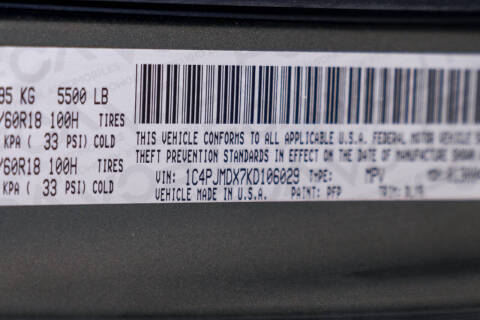 95 KG 5500 LB
/60R18 100H TIRES
KPA ( 33 PSI) COLD
/60R18 100H TIRES
KPA ( 33 PSI) COLD
THIS VEHICLE CONFORMS TO ALL APPLICABLE U.S.A. FEDERAL MOTOR VEHICLE
THEFT PREVENTION STANDARDS IN EFFECT ON THE DATE OF MANUFACTURE SHOWN
VIN: 1C4PJMDX7KD106029 TYPE: MPV
VEHICLE MADE IN U.S.A. PAINT: PFP TRIM: